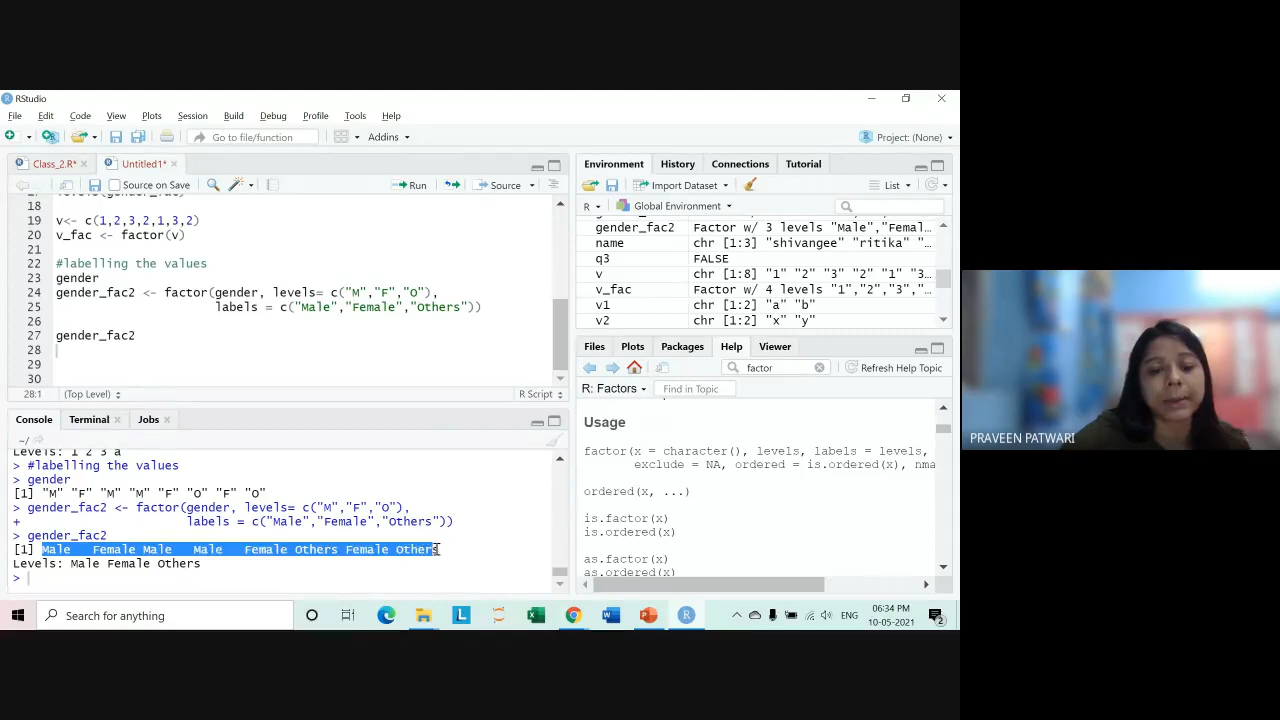 RStudio
File Edit Code View Plots Session Build Debug Profile Tools Help
Go to file/function Addins Project: (None)
Class_2.R* Untitled1*
Source on Save Run Source
18
19 v<- c(1,2,3,2,1,3,2)
20 v_fac <- factor(v)
21
22 #labelling the values
23 gender
24 gender_fac2 <- factor(gender, levels= c("M","F","O"),
25 labels = c("Male","Female","Others"))
26
27 gender_fac2
28
29
30
28:1 (Top Level) R Script
Console Terminal Jobs
~/
Levels: 1 2 3 a
> #labelling the values
> gender
[1] "M" "F" "M" "M" "F" "O" "F" "O"
> gender_fac2 <- factor(gender, levels= c("M","F","O"),
+ labels = c("Male","Female","Others"))
> gender_fac2
[1] Male Female Male Male Female Others Female Others
Levels: Male Female Others
>
Environment History Connections Tutorial
Import Dataset List
R Global Environment
gender_fac2 Factor w/ 3 levels "Male","Femal…
name chr [1:3] "shivangee" "ritika" "…
q3 FALSE
v chr [1:8] "1" "2" "3" "2" "1" "3…
v_fac Factor w/ 4 levels "1","2","3",…
v1 chr [1:2] "a" "b"
v2 chr [1:2] "x" "y"
Files Plots Packages Help Viewer
factor Refresh Help Topic
R: Factors Find in Topic
Usage
factor(x = character(), levels, labels = levels,
exclude = NA, ordered = is.ordered(x), nma
ordered(x, ...)
is.factor(x)
is.ordered(x)
as.factor(x)
as.ordered(x)
Search for anything
ENG
06:34 PM
10-05-2021
2
PRAVEEN PATWARI